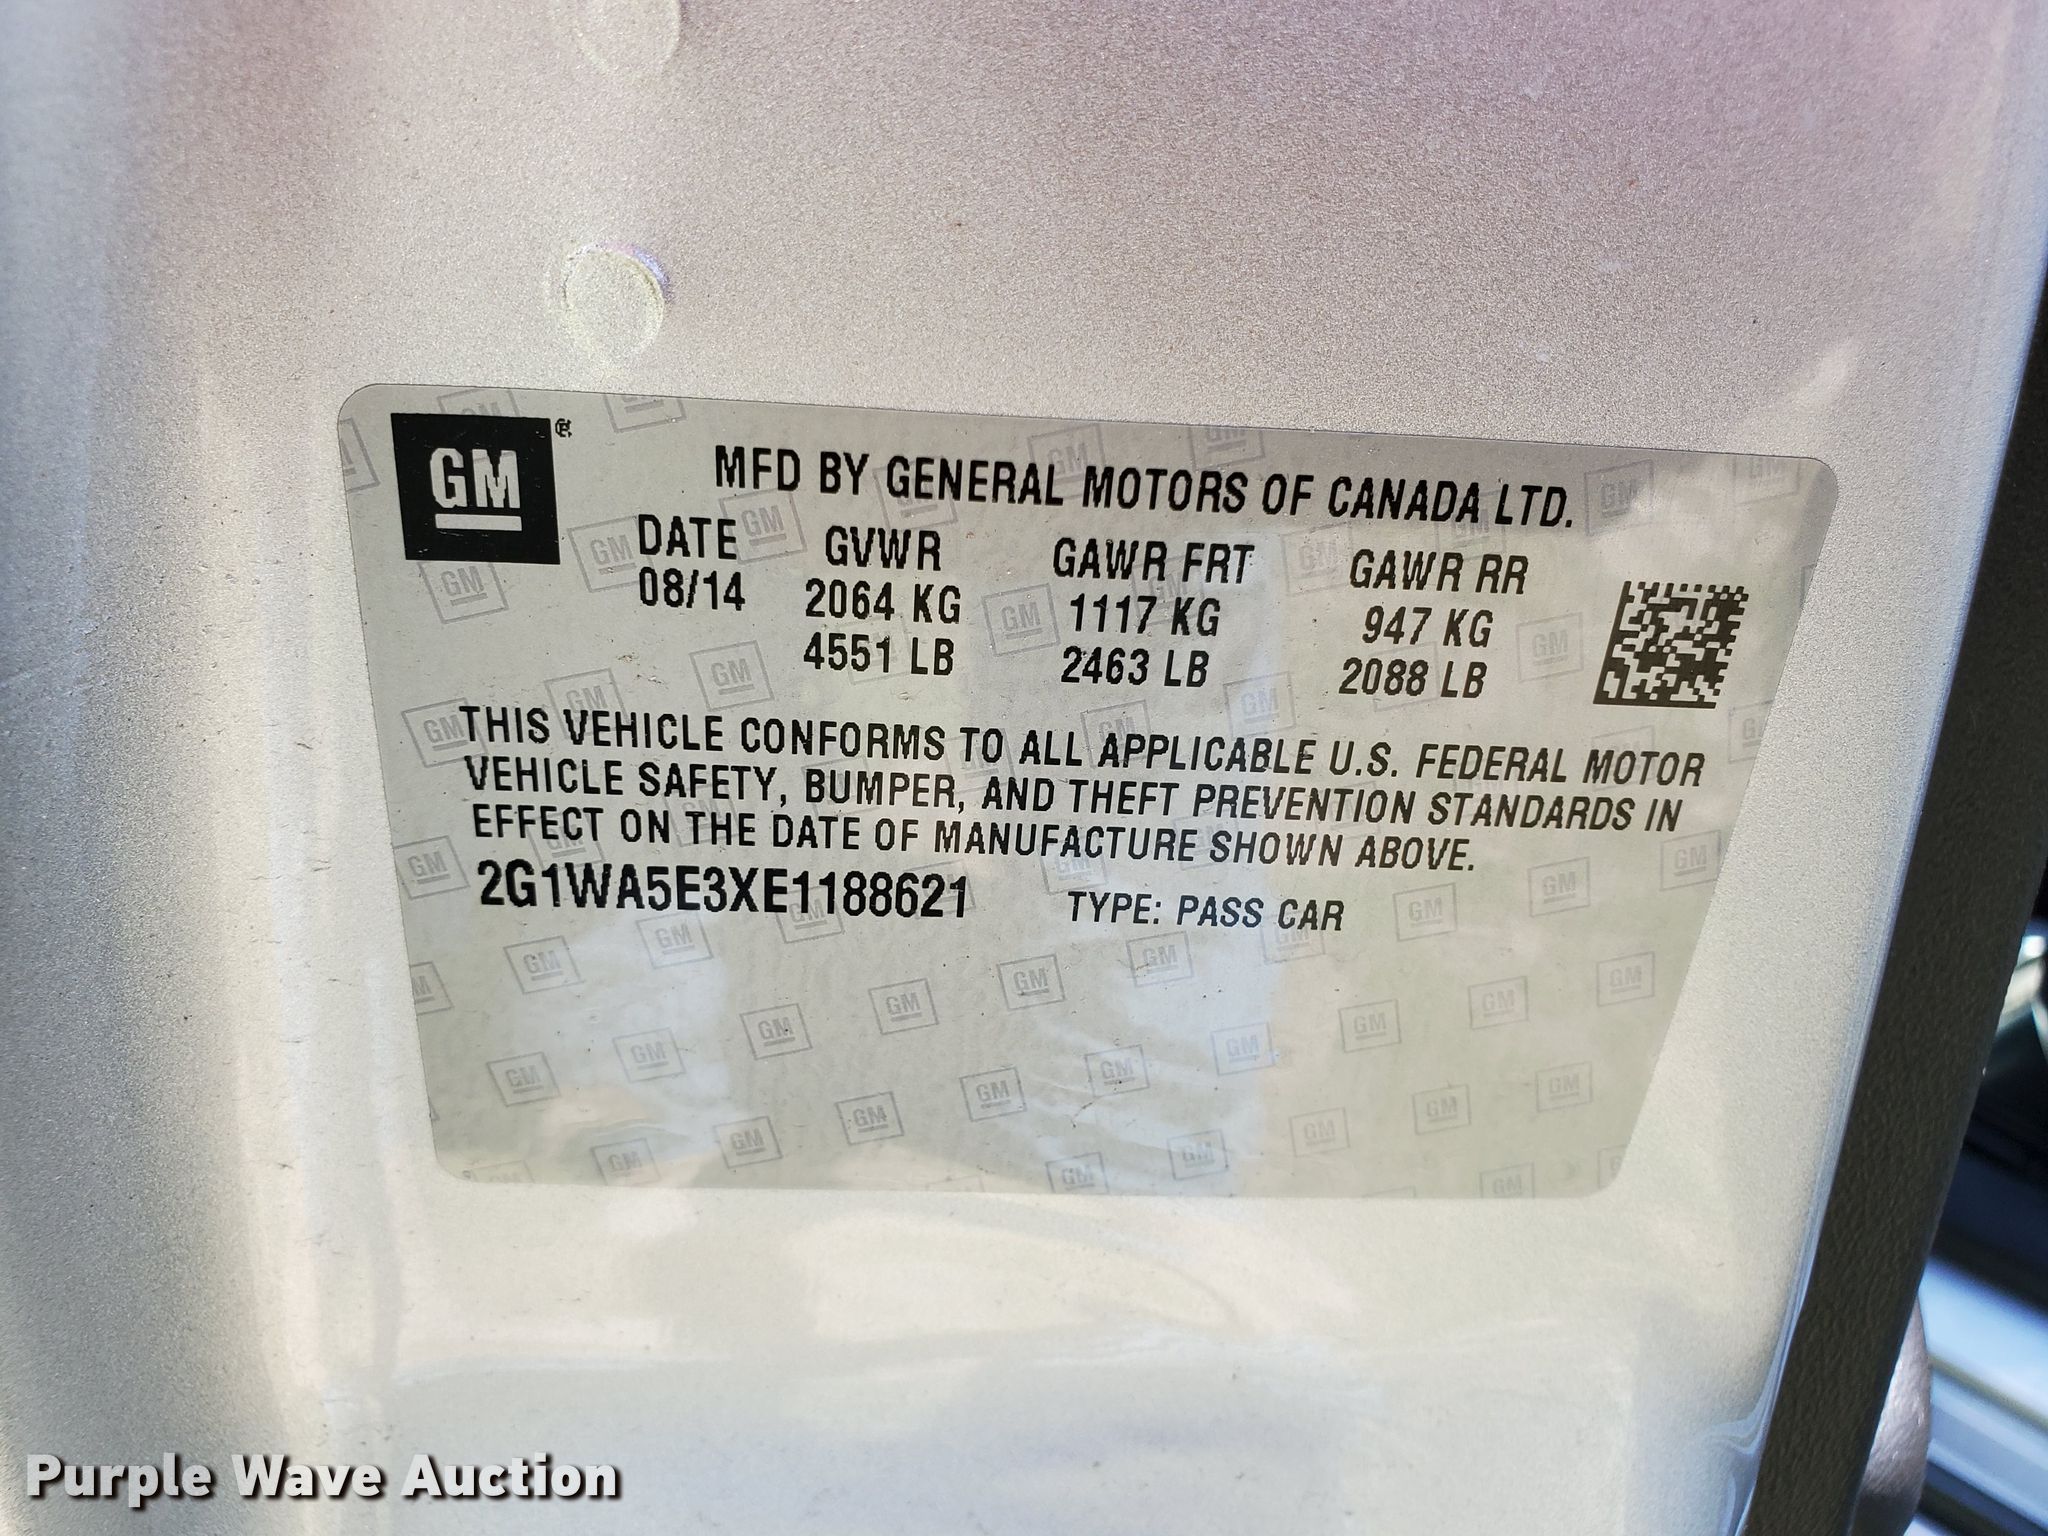 GM
MFD BY GENERAL MOTORS OF CANADA LTD.
DATE GVWR GAWR FRT GAWR RR
08/14 2064 KG 1117 KG 947 KG
4551 LB 2463 LB 2088 LB
THIS VEHICLE CONFORMS TO ALL APPLICABLE U.S. FEDERAL MOTOR
VEHICLE SAFETY, BUMPER, AND THEFT PREVENTION STANDARDS IN
EFFECT ON THE DATE OF MANUFACTURE SHOWN ABOVE.
2G1WA5E3XE1188621 TYPE: PASS CAR
Purple Wave Auction